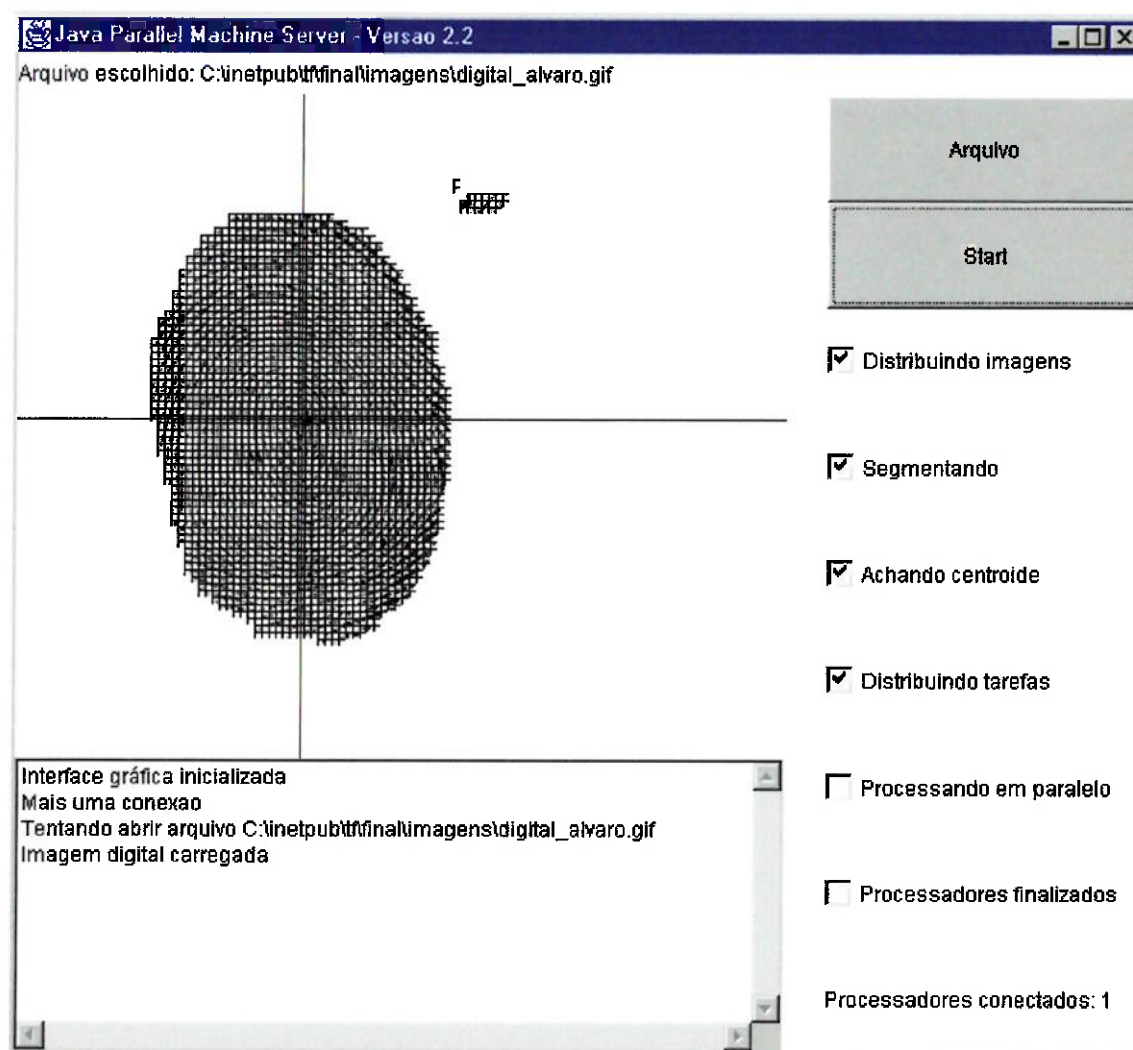 Java Parallel Machine Server - Versao 2.2
Arquivo escolhido: C:\inetpub\tf\final\imagens\digital_alvaro.gif
Arquivo
Start
Distribuindo imagens
Segmentando
Achando centroide
Distribuindo tarefas
Processando em paralelo
Processadores finalizados
Processadores conectados: 1
Interface gráfica inicializada
Mais uma conexao
Tentando abrir arquivo C:\inetpub\tf\final\imagens\digital_alvaro.gif
Imagem digital carregada